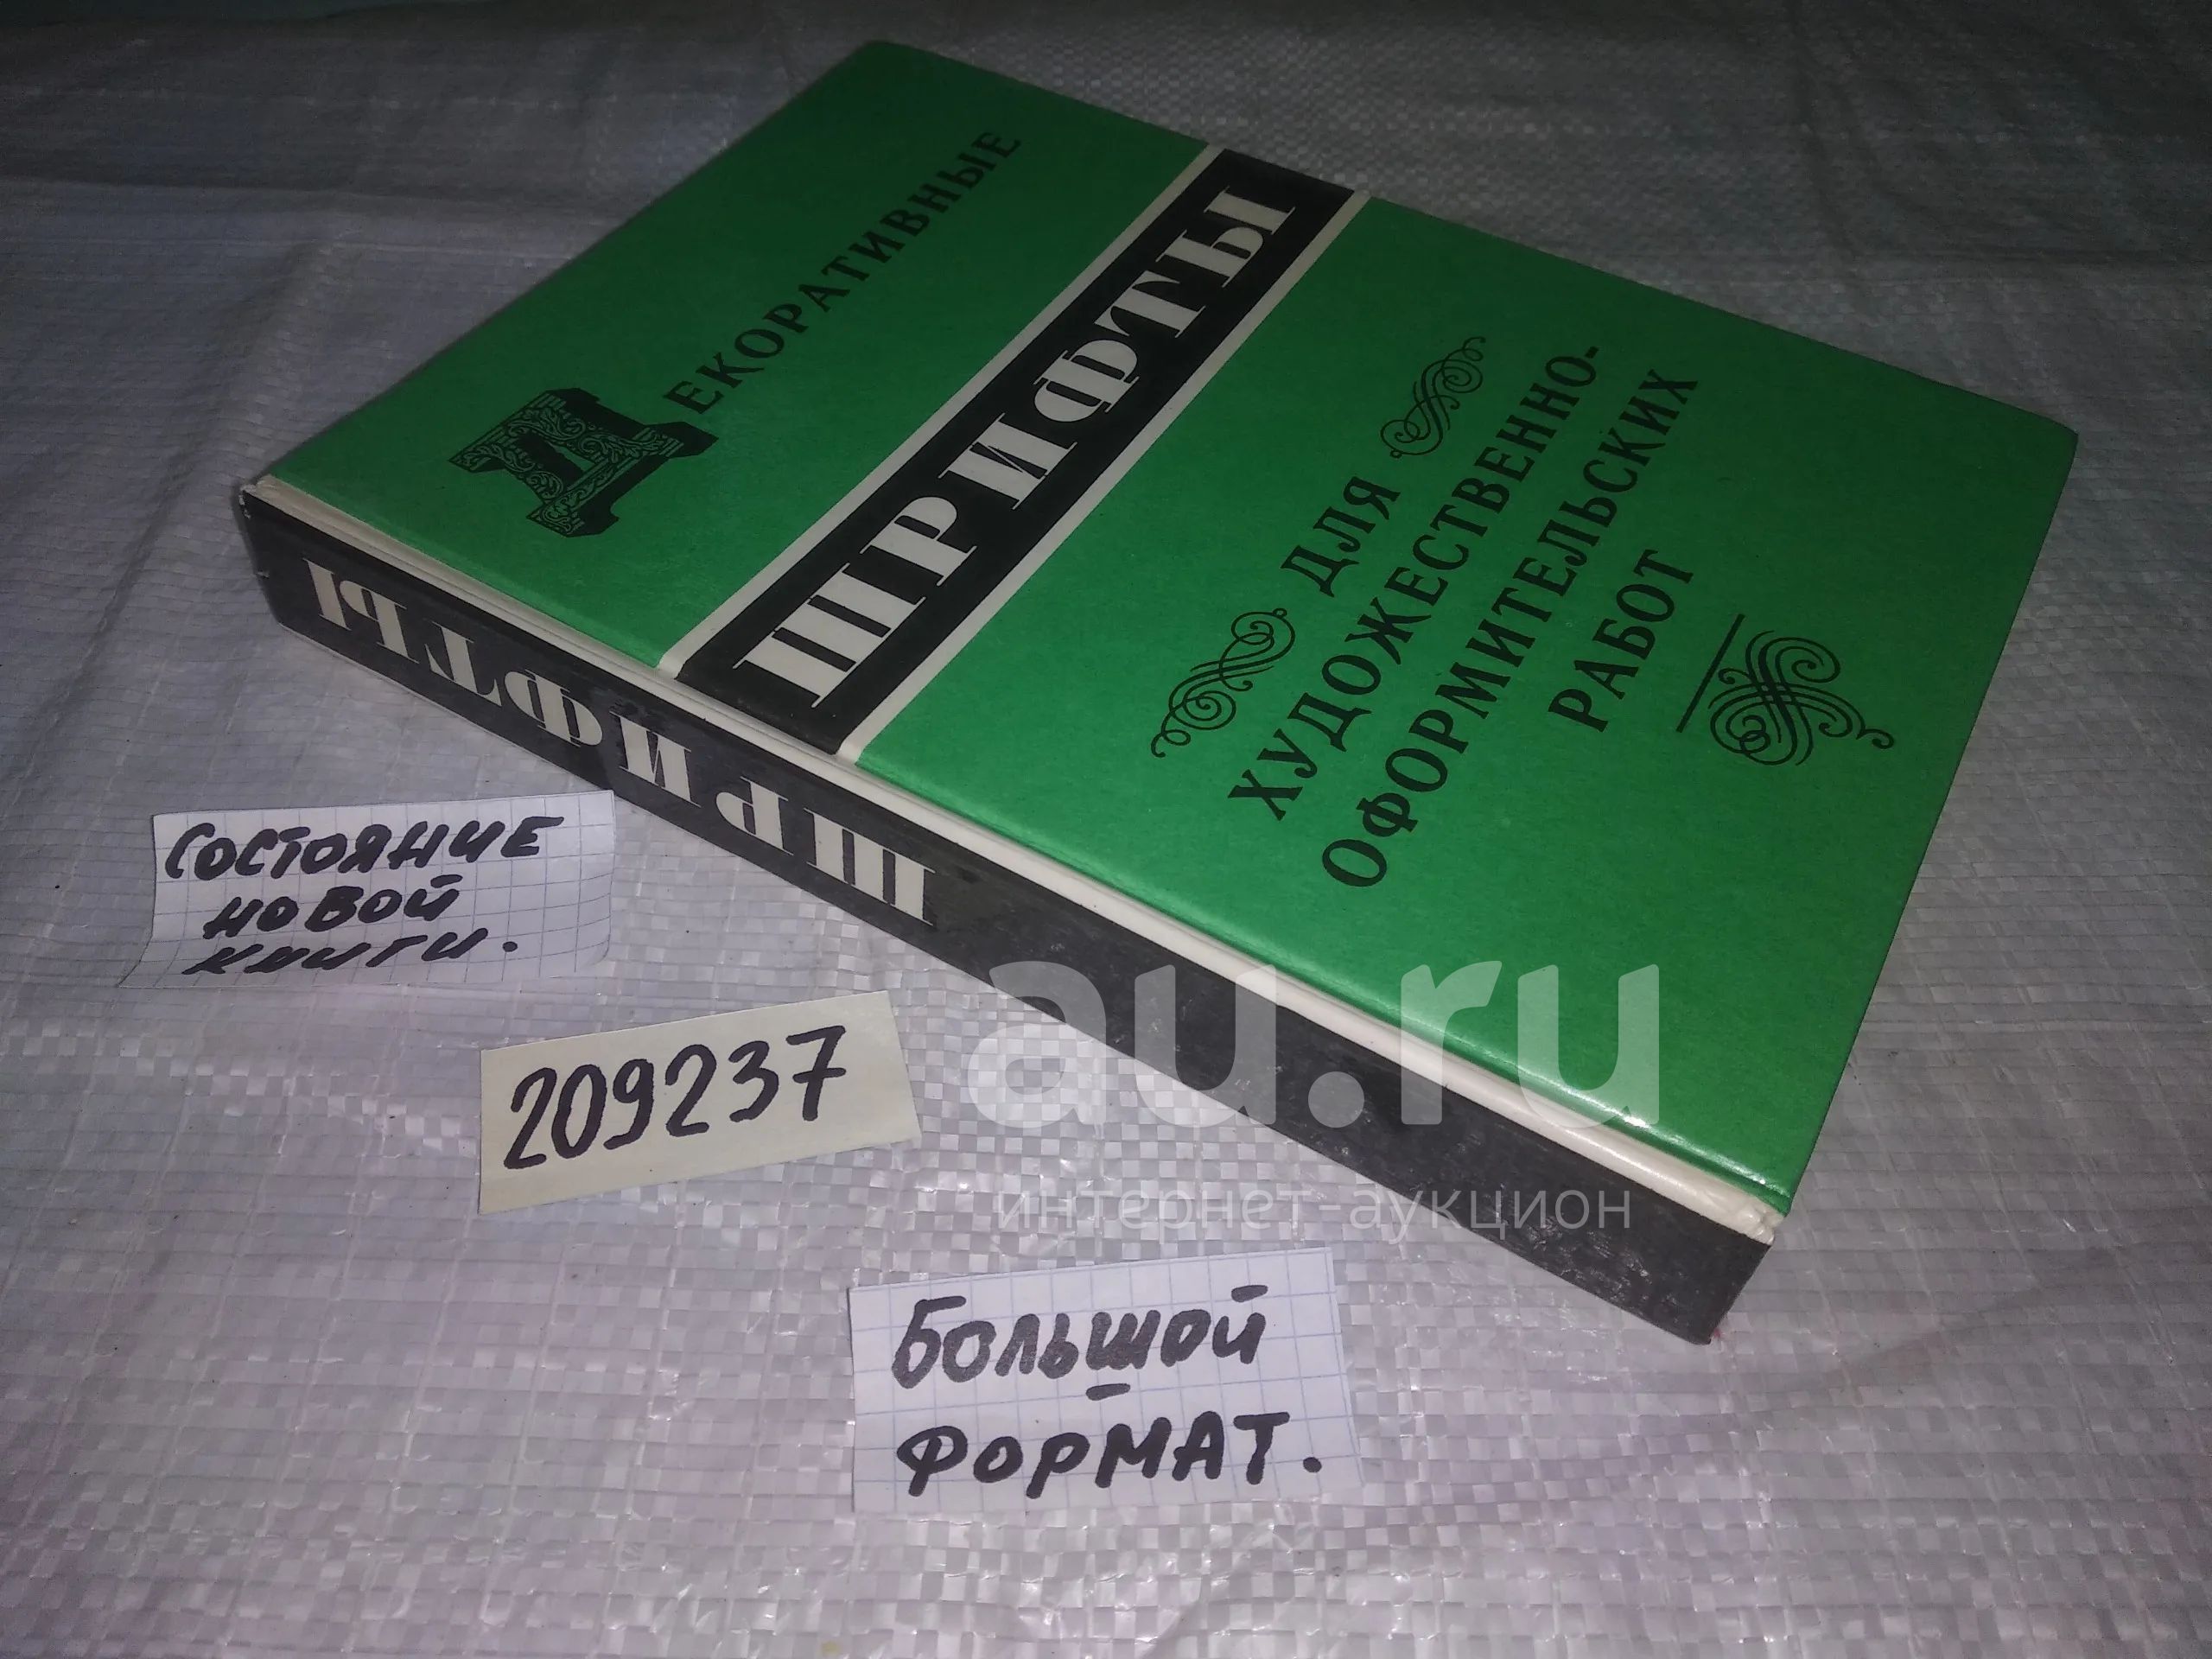 ДЕКОРАТИВНЫЕ
ШРИФТЫ
ДЛЯ
ХУДОЖЕСТВЕННО-
ОФОРМИТЕЛЬСКИХ
РАБОТ
ШРИФТЫ
СОСТОЯНИЕ
НОВОЙ
КНИГИ.
209237
au.ru
интернет-аукцион
БОЛЬШОЙ
ФОРМАТ.